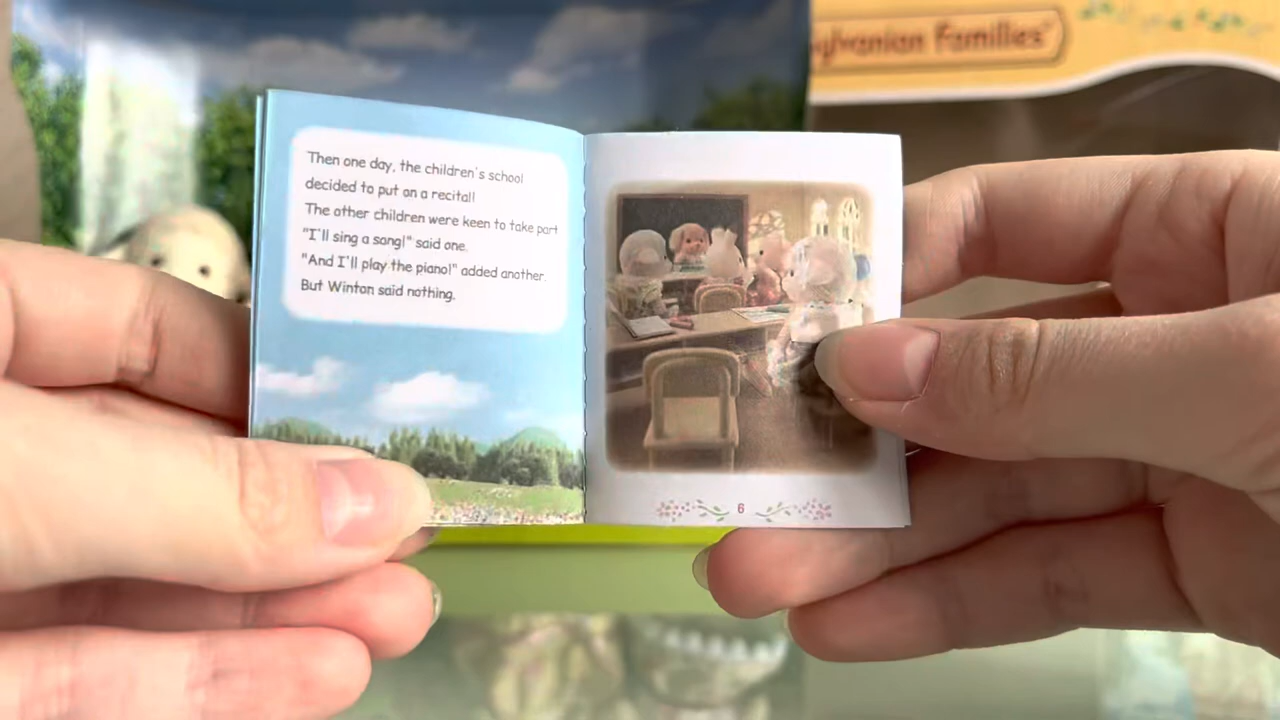 Sylvanian Families
Then one day, the children's school
decided to put on a recital!
The other children were keen to take part
"I'll sing a song!" said one.
"And I'll play the piano!" added another.
But Winton said nothing.
6